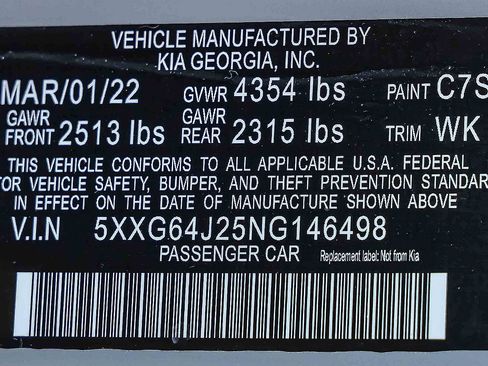 VEHICLE MANUFACTURED BY
KIA GEORGIA, INC.
MAR/01/22 GVWR 4354 lbs PAINT C7S
GAWR FRONT 2513 lbs GAWR REAR 2315 lbs TRIM WK
THIS VEHICLE CONFORMS TO ALL APPLICABLE U.S.A. FEDERAL
VEHICLE SAFETY, BUMPER, AND THEFT PREVENTION STANDAR
IN EFFECT ON THE DATE OF MANUFACTURE SHOWN ABOVE
V.I.N 5XXG64J25NG146498
PASSENGER CAR Replacement label: Not from Kia